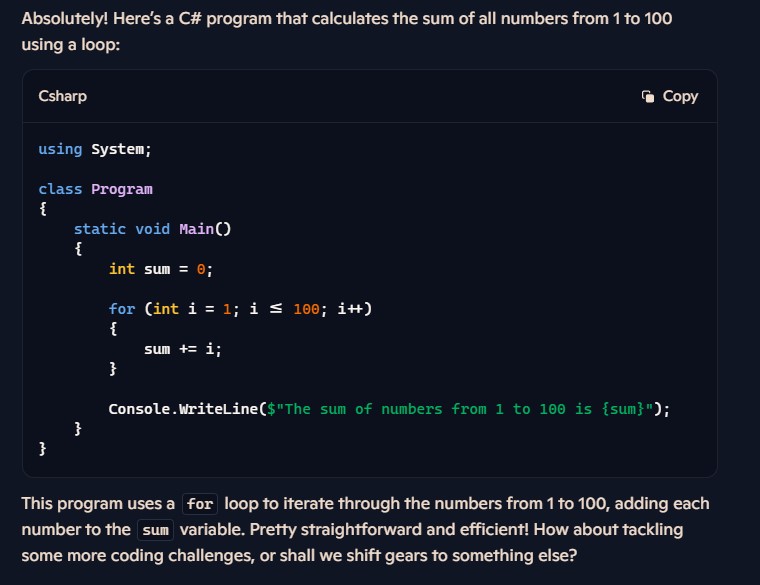 Absolutely! Here's a C# program that calculates the sum of all numbers from 1 to 100
using a loop:
Csharp
Copy
using System;
class Program
{
    static void Main()
    {
        int sum = 0;
        for (int i = 1; i ≤ 100; i++)
        {
            sum += i;
        }
        Console.WriteLine($"The sum of numbers from 1 to 100 is {sum}");
    }
}
This program uses a for loop to iterate through the numbers from 1 to 100, adding each
number to the sum variable. Pretty straightforward and efficient! How about tackling
some more coding challenges, or shall we shift gears to something else?